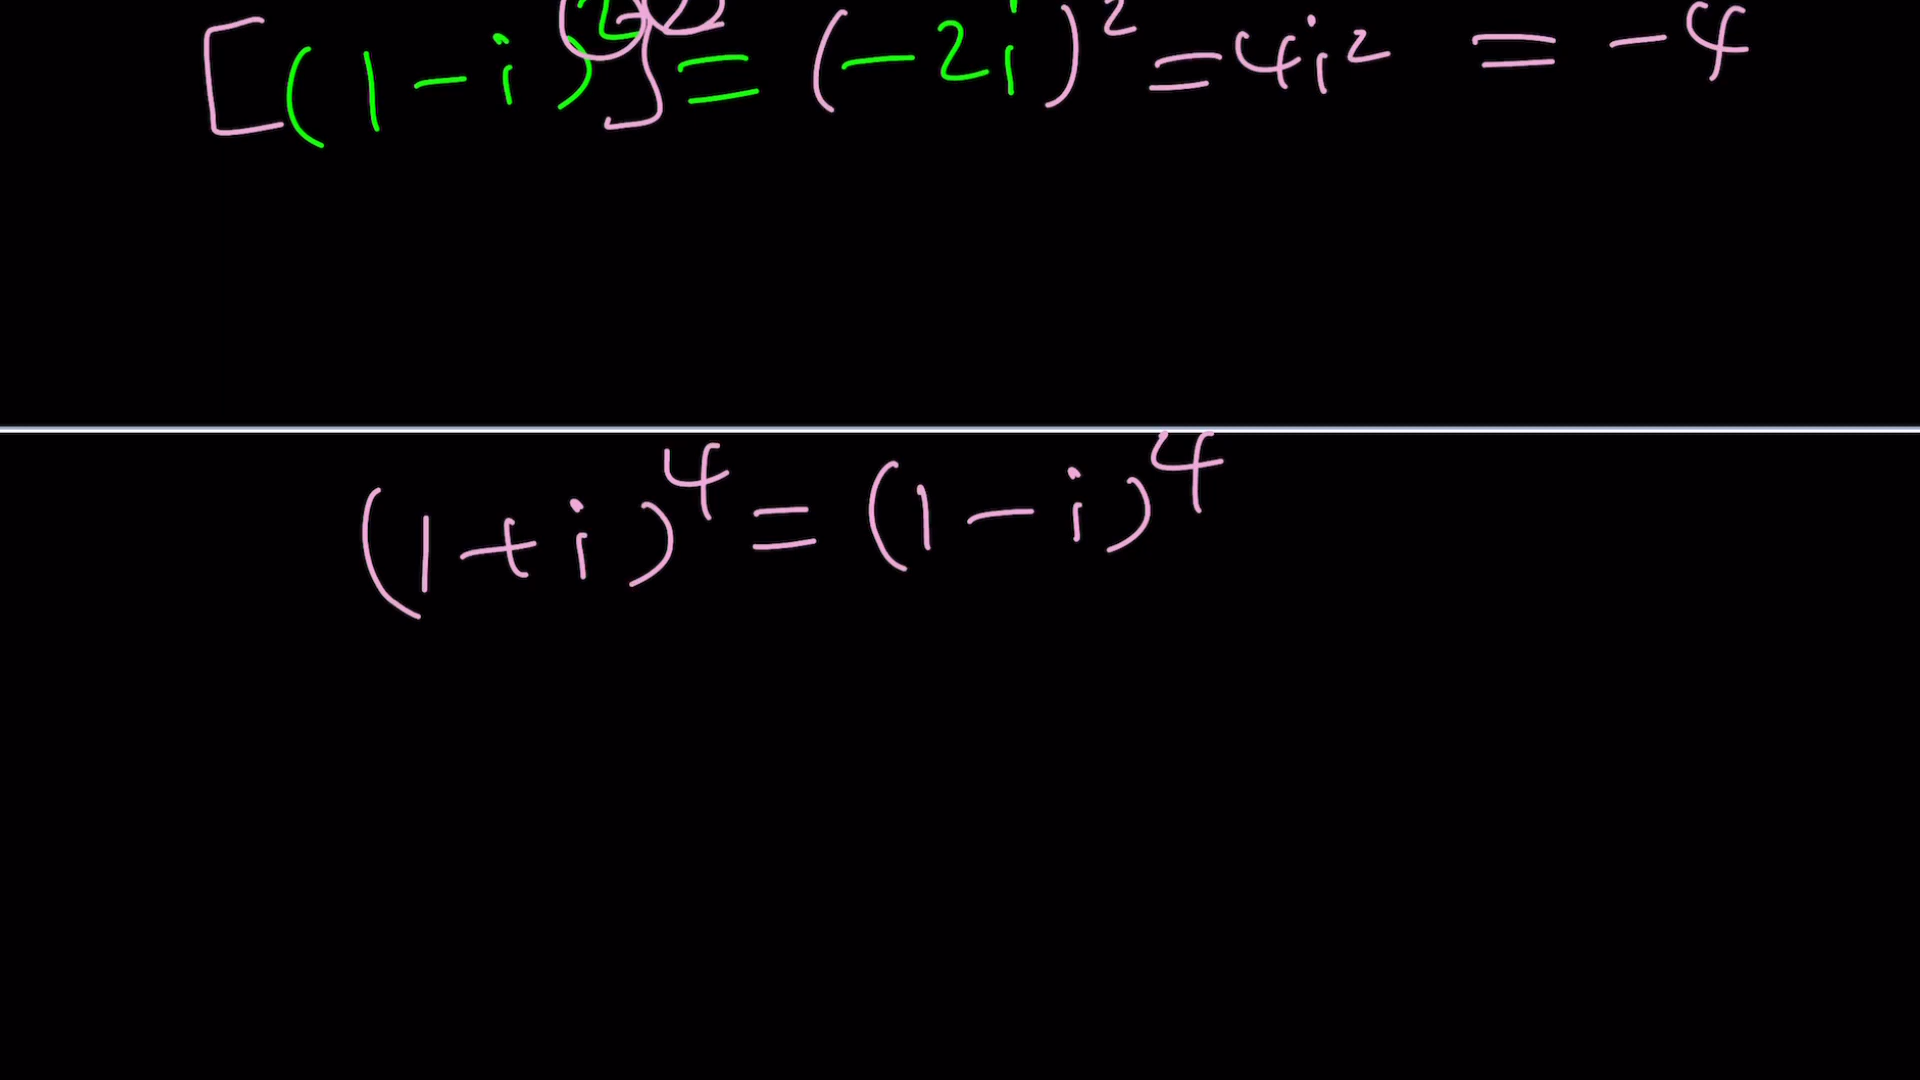 [(1-i)²]² = (-2i)² = 4i² = -4
(1+i)⁴ = (1-i)⁴